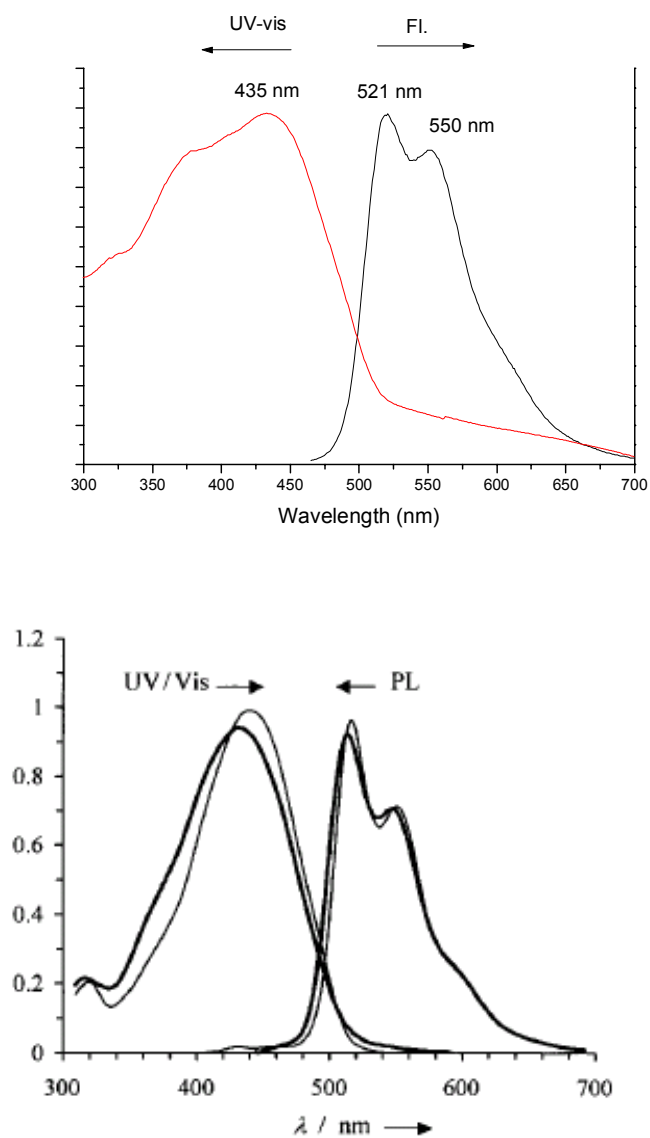 UV-vis Fl.
435 nm 521 nm
550 nm
300 350 400 450 500 550 600 650 700
Wavelength (nm)
1.2
UV/Vis PL
1
0.8
0.6
0.4
0.2
0
300 400 500 600 700
λ / nm